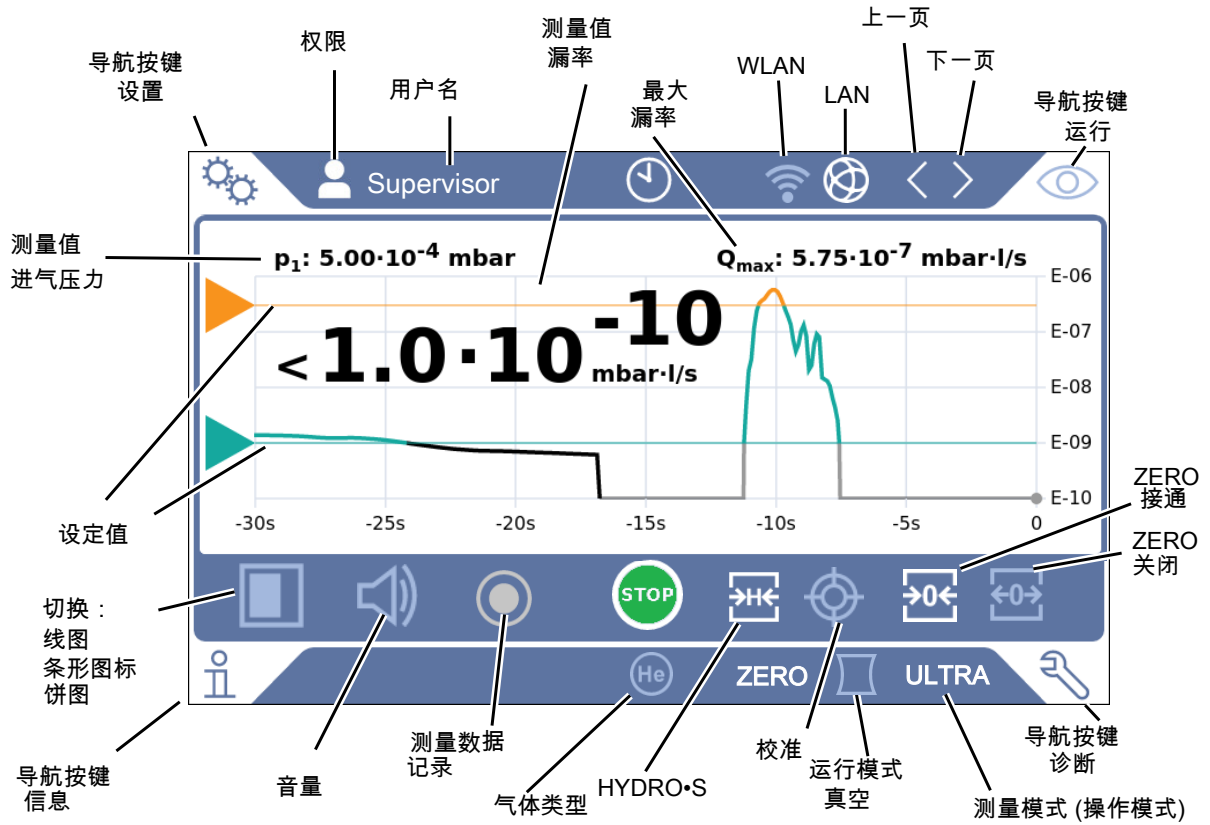 上一页
权限
测量值
漏率
导航按键
设置
WLAN
下一页
用户名
最大
漏率
LAN
导航按键
运行
Supervisor
测量值
进气压力
p₁: 5.00·10⁻⁴ mbar
Qmax: 5.75·10⁻⁷ mbar·l/s
E-06
<1.0·10⁻¹⁰ mbar·l/s
E-07
E-08
E-09
E-10
-30s -25s -20s -15s -10s -5s 0
设定值
ZERO
接通
ZERO
关闭
STOP
H
0
0
切换：
线图
条形图标
饼图
He ZERO ULTRA
导航按键
信息
音量
测量数据
记录
气体类型
HYDRO•S
校准
运行模式
真空
导航按键
诊断
测量模式 (操作模式)